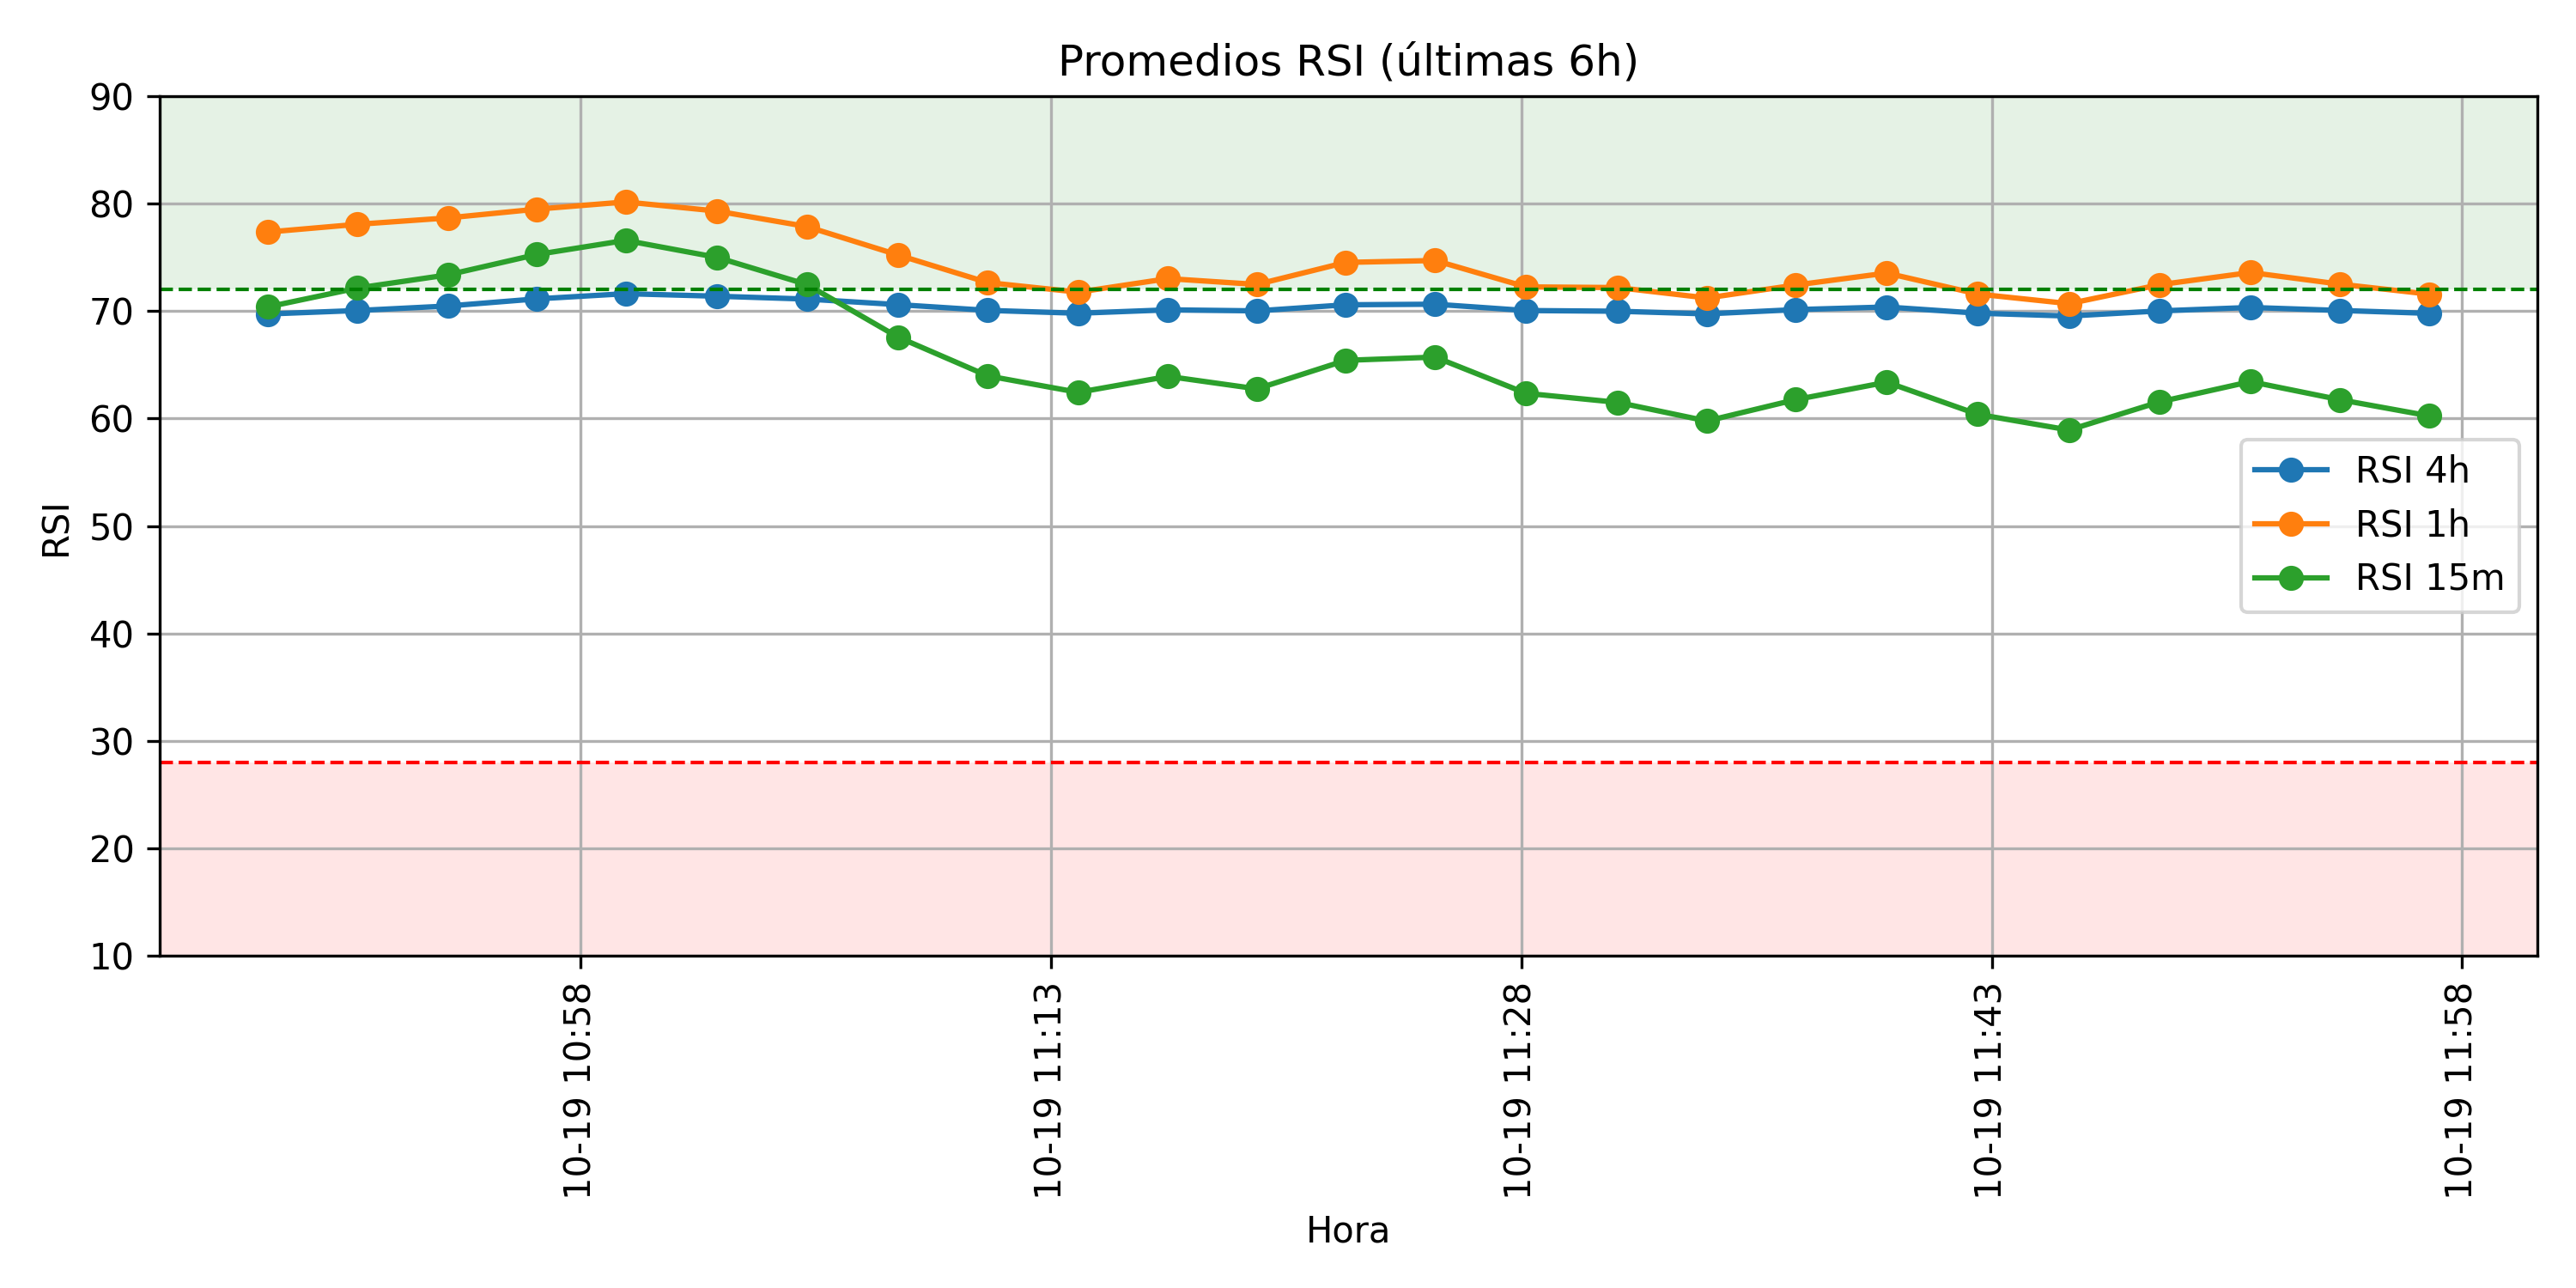 Promedios RSI (últimas 6h)
90
80
70
60
50
40
30
20
10
RSI
RSI 4h
RSI 1h
RSI 15m
10-19 10:58
10-19 11:13
10-19 11:28
10-19 11:43
10-19 11:58
Hora